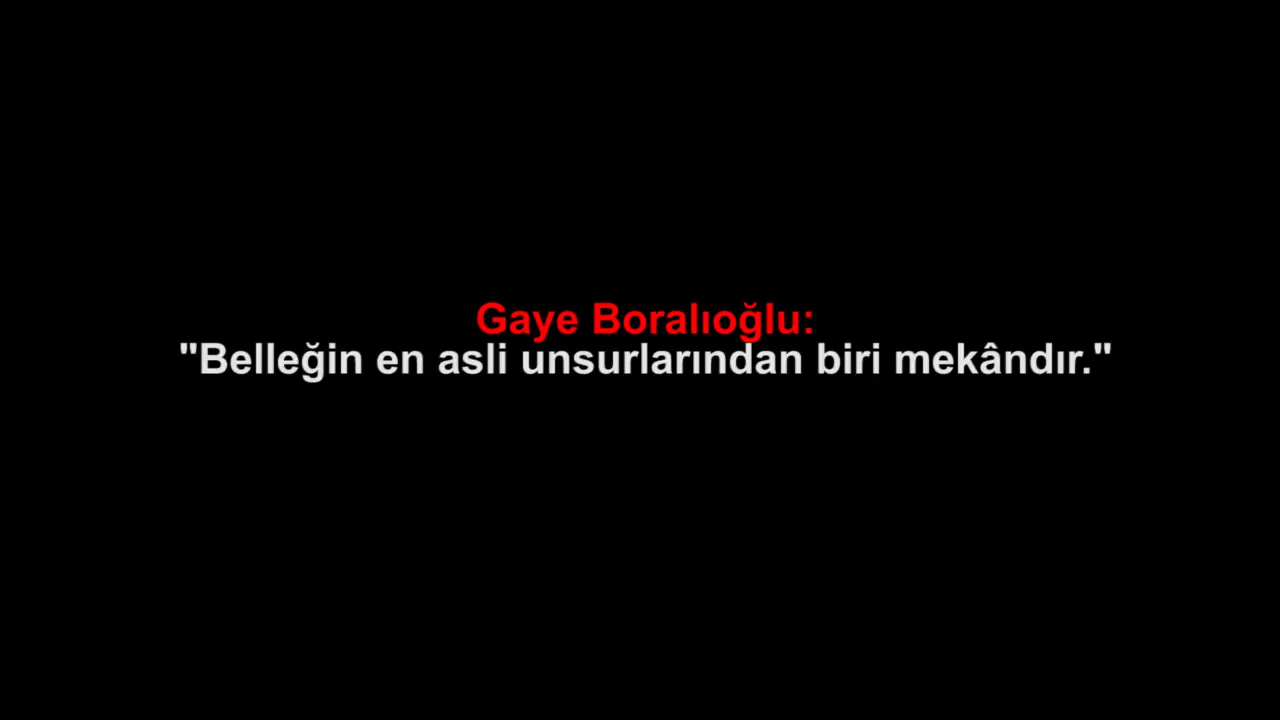 Gaye Boralıoğlu:
"Belleğin en asli unsurlarından biri mekândır."